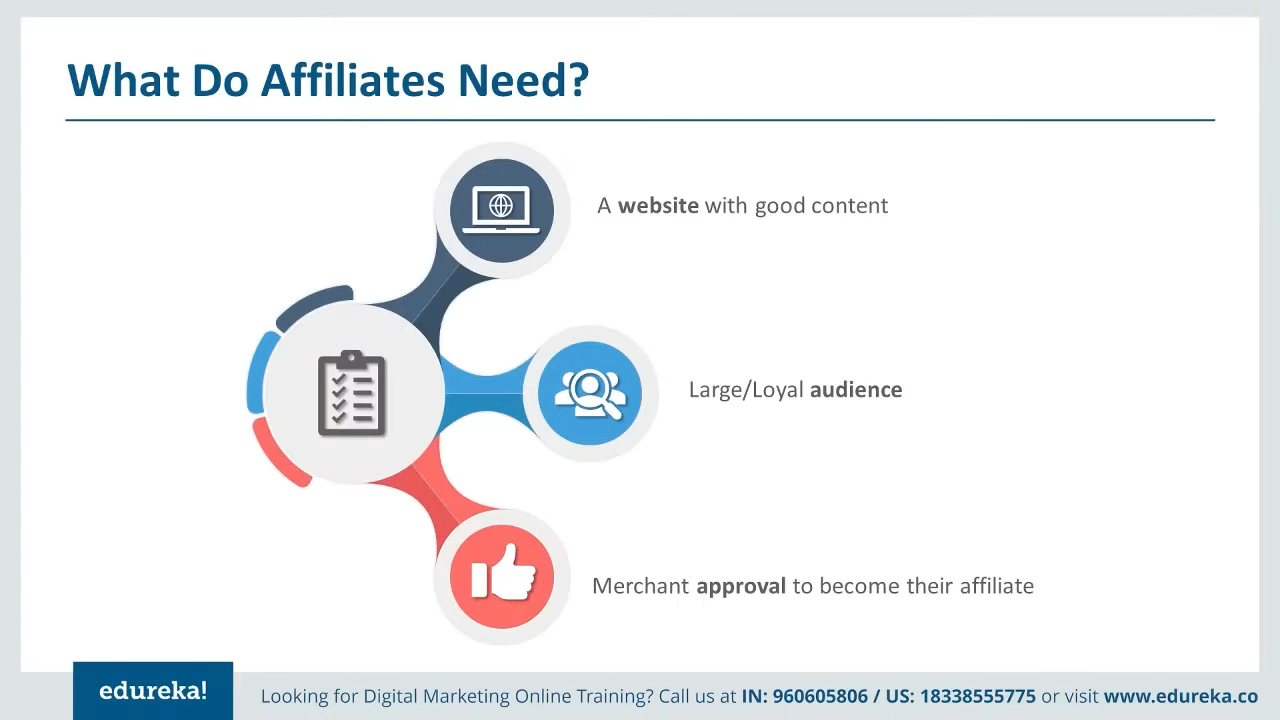 What Do Affiliates Need?
A website with good content
Large/Loyal audience
Merchant approval to become their affiliate
edureka!
Looking for Digital Marketing Online Training? Call us at IN: 960605806 / US: 18338555775 or visit www.edureka.co